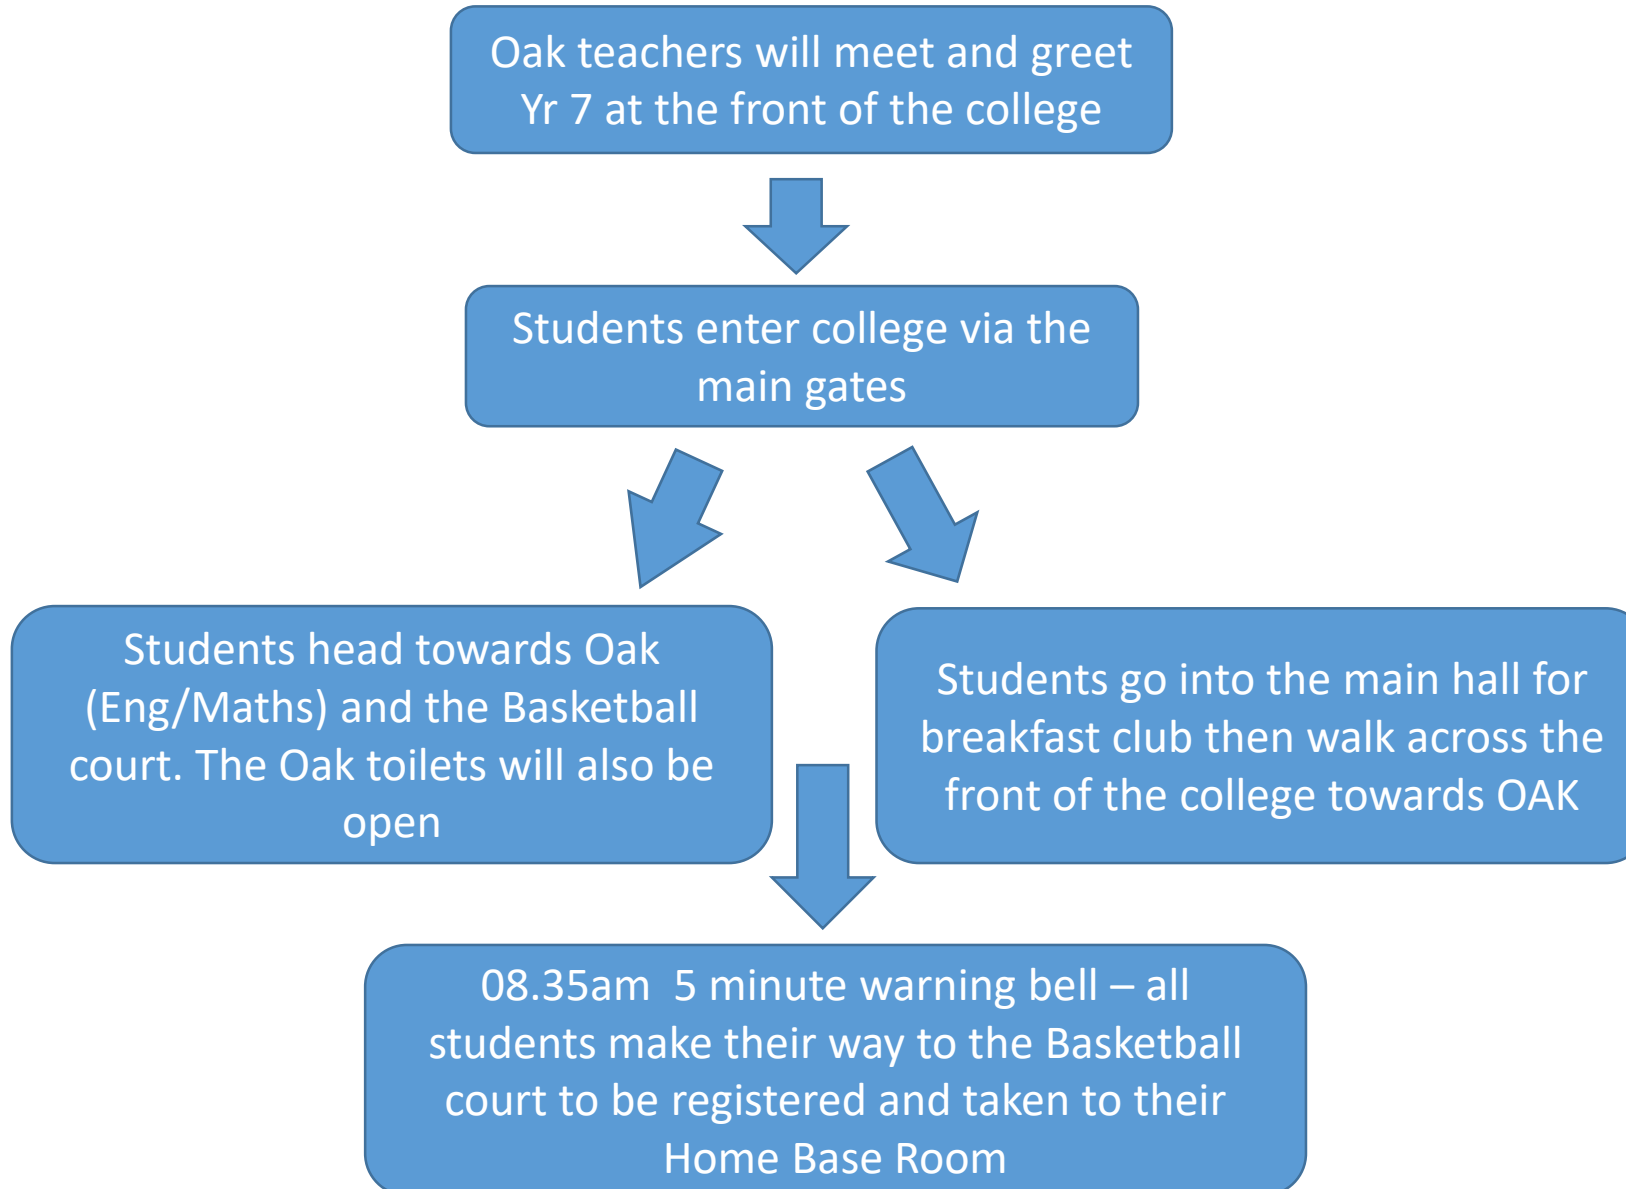 Oak teachers will meet and greet
Yr 7 at the front of the college
Students enter college via the
main gates
Students head towards Oak
(Eng/Maths) and the Basketball
court. The Oak toilets will also be
open
Students go into the main hall for
breakfast club then walk across the
front of the college towards OAK
08.35am  5 minute warning bell – all
students make their way to the Basketball
court to be registered and taken to their
Home Base Room